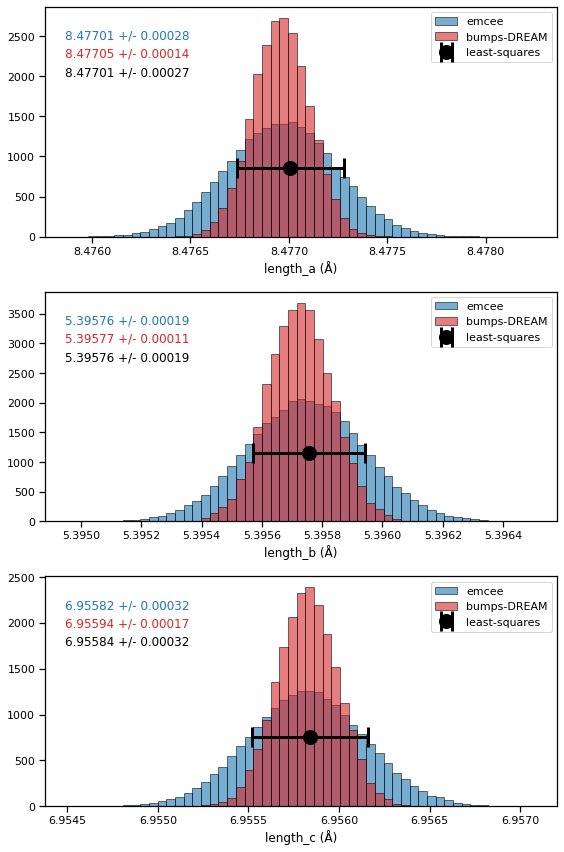 8.47701 +/- 0.00028
8.47705 +/- 0.00014
8.47701 +/- 0.00027
emcee
bumps-DREAM
least-squares
2500
2000
1500
1000
500
0
8.4760 8.4765 8.4770 8.4775 8.4780
length_a (Å)
5.39576 +/- 0.00019
5.39577 +/- 0.00011
5.39576 +/- 0.00019
emcee
bumps-DREAM
least-squares
3500
3000
2500
2000
1500
1000
500
0
5.3950 5.3952 5.3954 5.3956 5.3958 5.3960 5.3962 5.3964
length_b (Å)
6.95582 +/- 0.00032
6.95594 +/- 0.00017
6.95584 +/- 0.00032
emcee
bumps-DREAM
least-squares
2500
2000
1500
1000
500
0
6.9545 6.9550 6.9555 6.9560 6.9565 6.9570
length_c (Å)